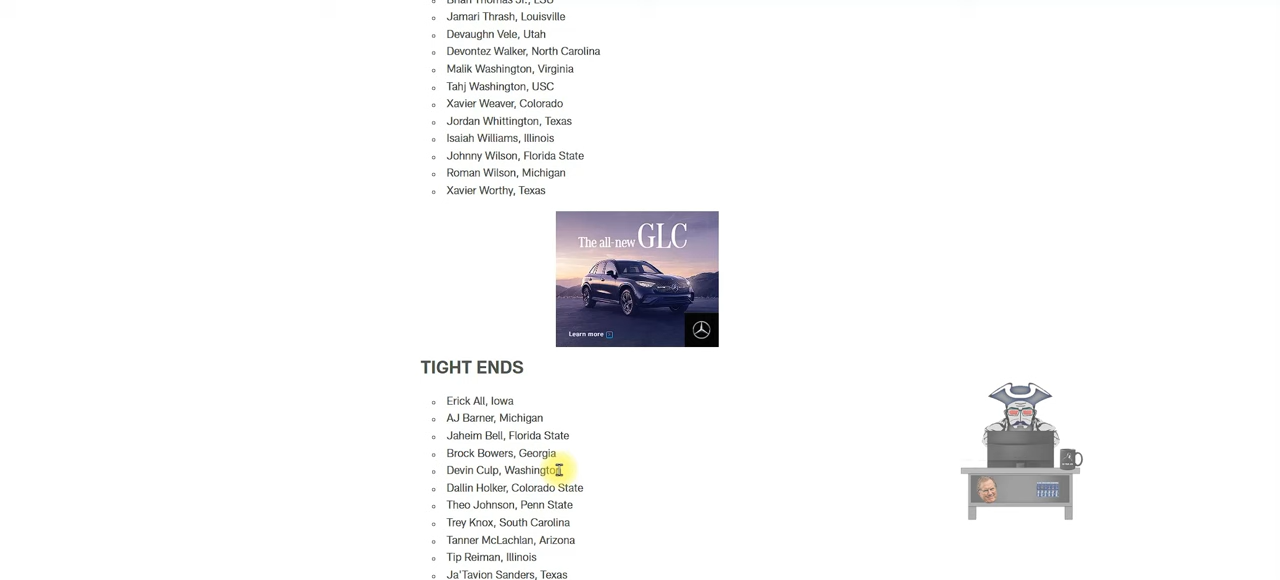 Brian Thomas Jr., LSU
Jamari Thrash, Louisville
Devaughn Vele, Utah
Devontez Walker, North Carolina
Malik Washington, Virginia
Tahj Washington, USC
Xavier Weaver, Colorado
Jordan Whittington, Texas
Isaiah Williams, Illinois
Johnny Wilson, Florida State
Roman Wilson, Michigan
Xavier Worthy, Texas
The all-new GLC
Learn more
TIGHT ENDS
Erick All, Iowa
AJ Barner, Michigan
Jaheim Bell, Florida State
Brock Bowers, Georgia
Devin Culp, Washington
Dallin Holker, Colorado State
Theo Johnson, Penn State
Trey Knox, South Carolina
Tanner McLachlan, Arizona
Tip Reiman, Illinois
Ja'Tavion Sanders, Texas